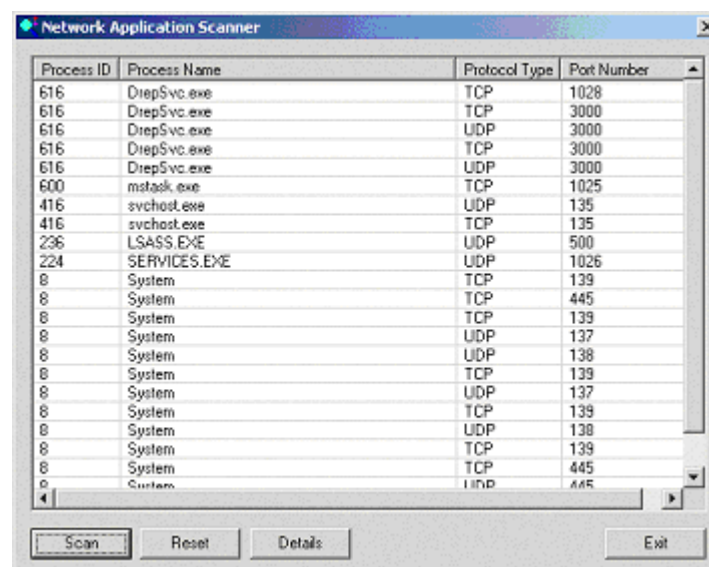 Network Application Scanner
Process ID Process Name Protocol Type Port Number
616 DrepSvc.exe TCP 1028
616 DrepSvc.exe TCP 3000
616 DrepSvc.exe UDP 3000
616 DrepSvc.exe TCP 3000
616 DrepSvc.exe UDP 3000
600 mstask.exe TCP 1025
416 svchost.exe UDP 135
416 svchost.exe TCP 135
236 LSASS.EXE UDP 500
224 SERVICES.EXE UDP 1026
8 System TCP 139
8 System TCP 445
8 System TCP 139
8 System UDP 137
8 System UDP 138
8 System TCP 139
8 System UDP 137
8 System TCP 139
8 System UDP 138
8 System TCP 139
8 System TCP 445
8 System UDP 445
Scan Reset Details Exit